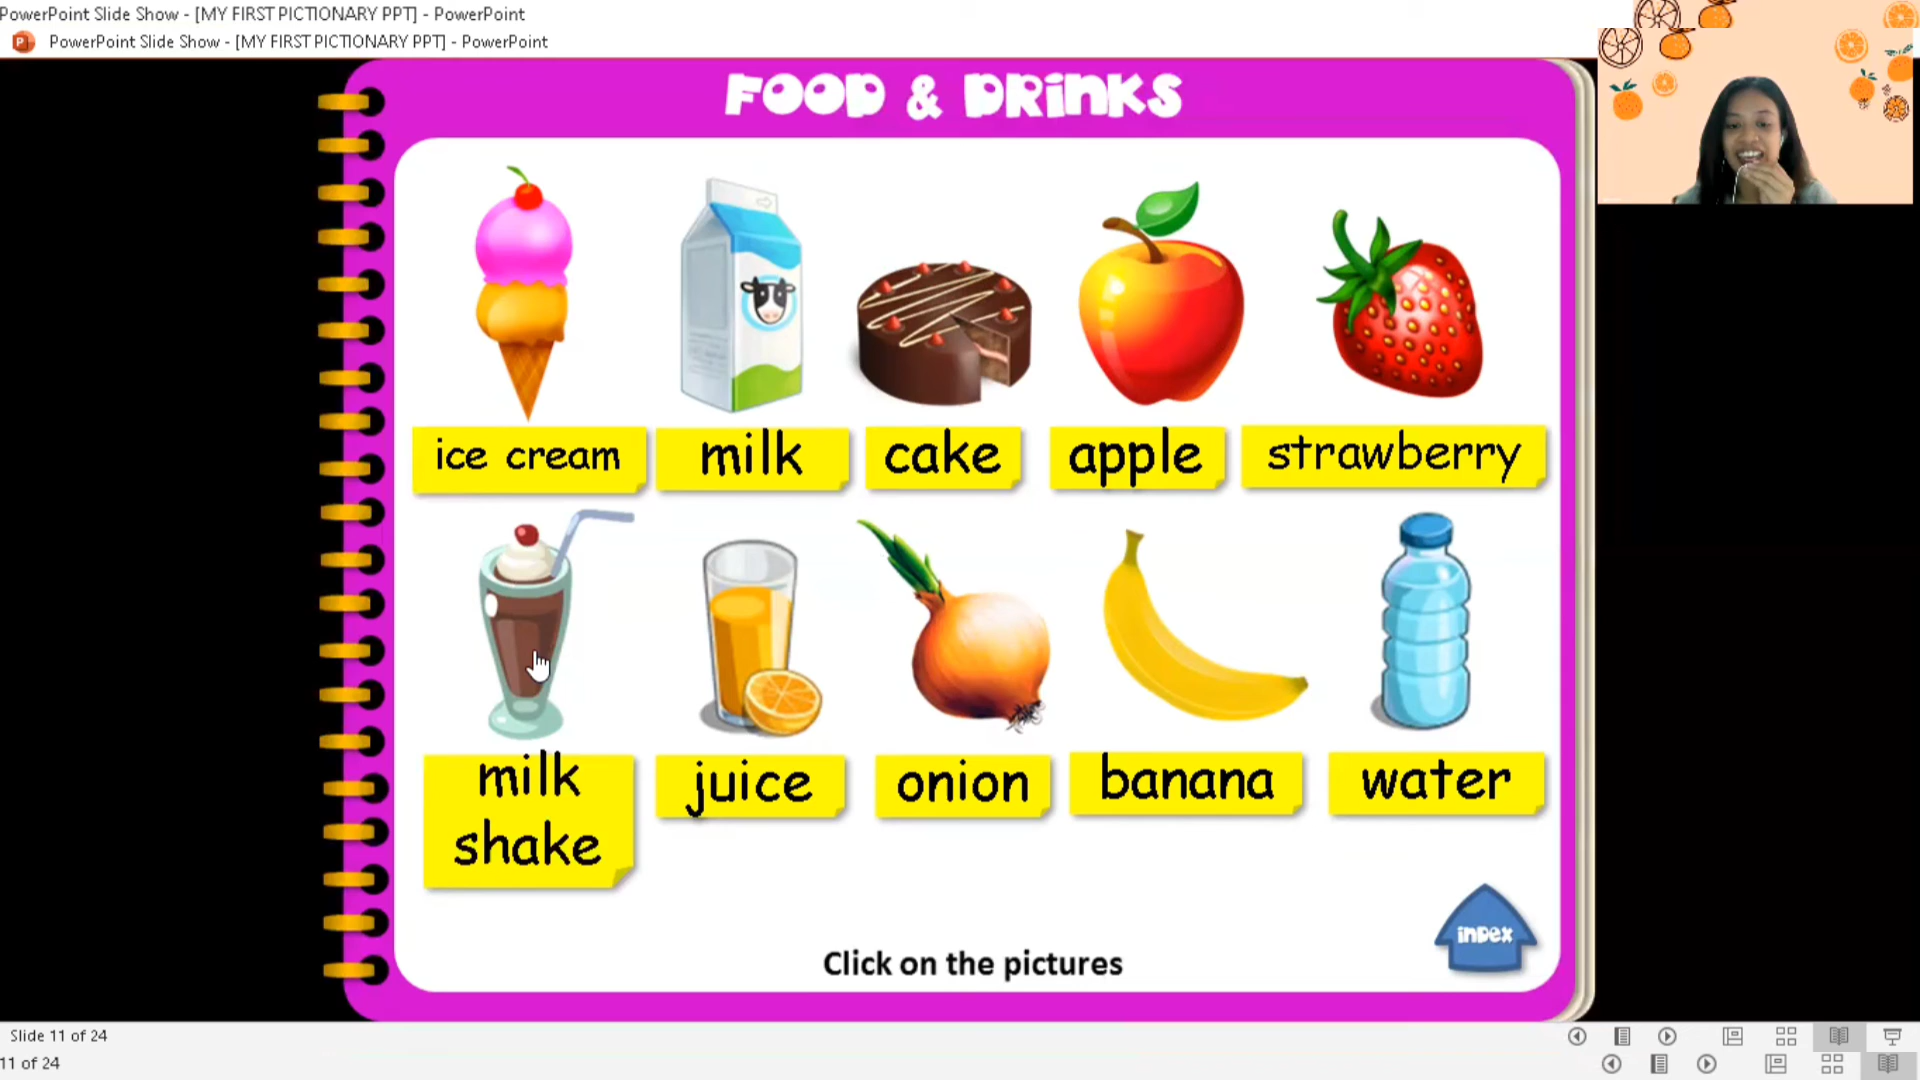 PowerPoint Slide Show - [MY FIRST PICTIONARY PPT] - PowerPoint
PowerPoint Slide Show - [MY FIRST PICTIONARY PPT] - PowerPoint
FOOD & DRINKS
ice cream
milk
cake
apple
strawberry
milk
shake
juice
onion
banana
water
INDEX
Click on the pictures
Slide 11 of 24
11 of 24